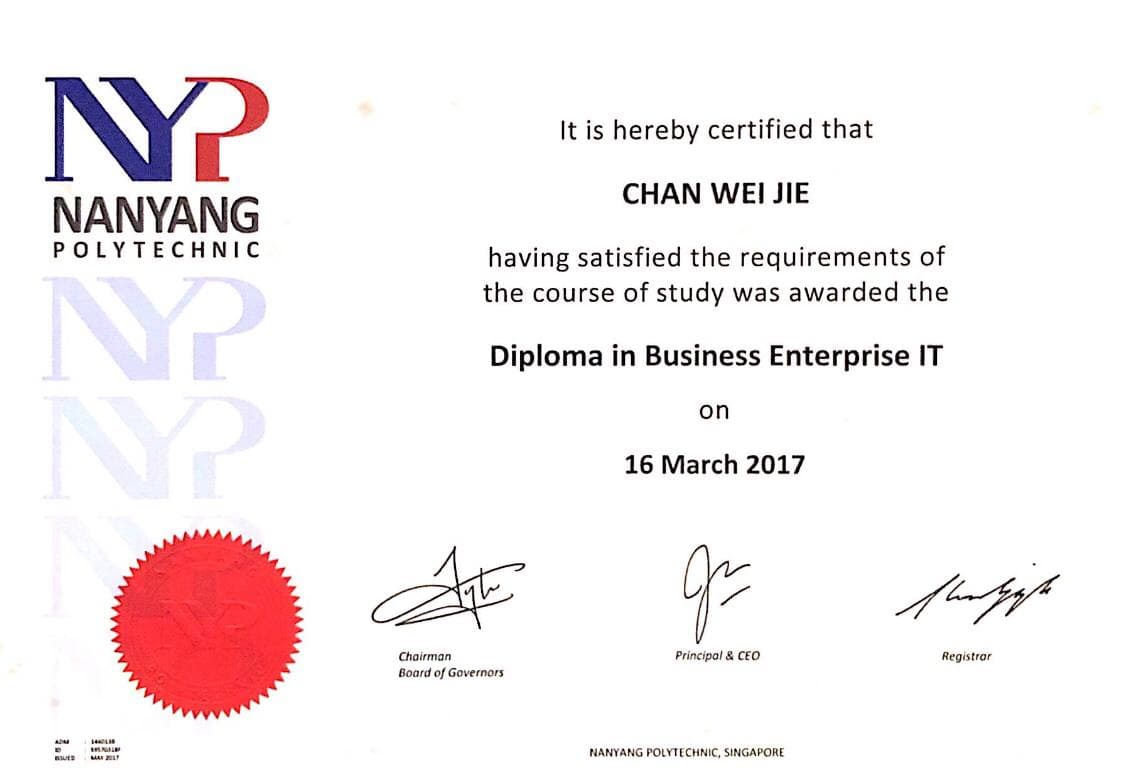 NYP
NANYANG
POLYTECHNIC
It is hereby certified that
CHAN WEI JIE
having satisfied the requirements of
the course of study was awarded the
Diploma in Business Enterprise IT
on
16 March 2017
Chairman
Board of Governors
Principal & CEO
Registrar
ISSUED : MAR 2017
NANYANG POLYTECHNIC, SINGAPORE